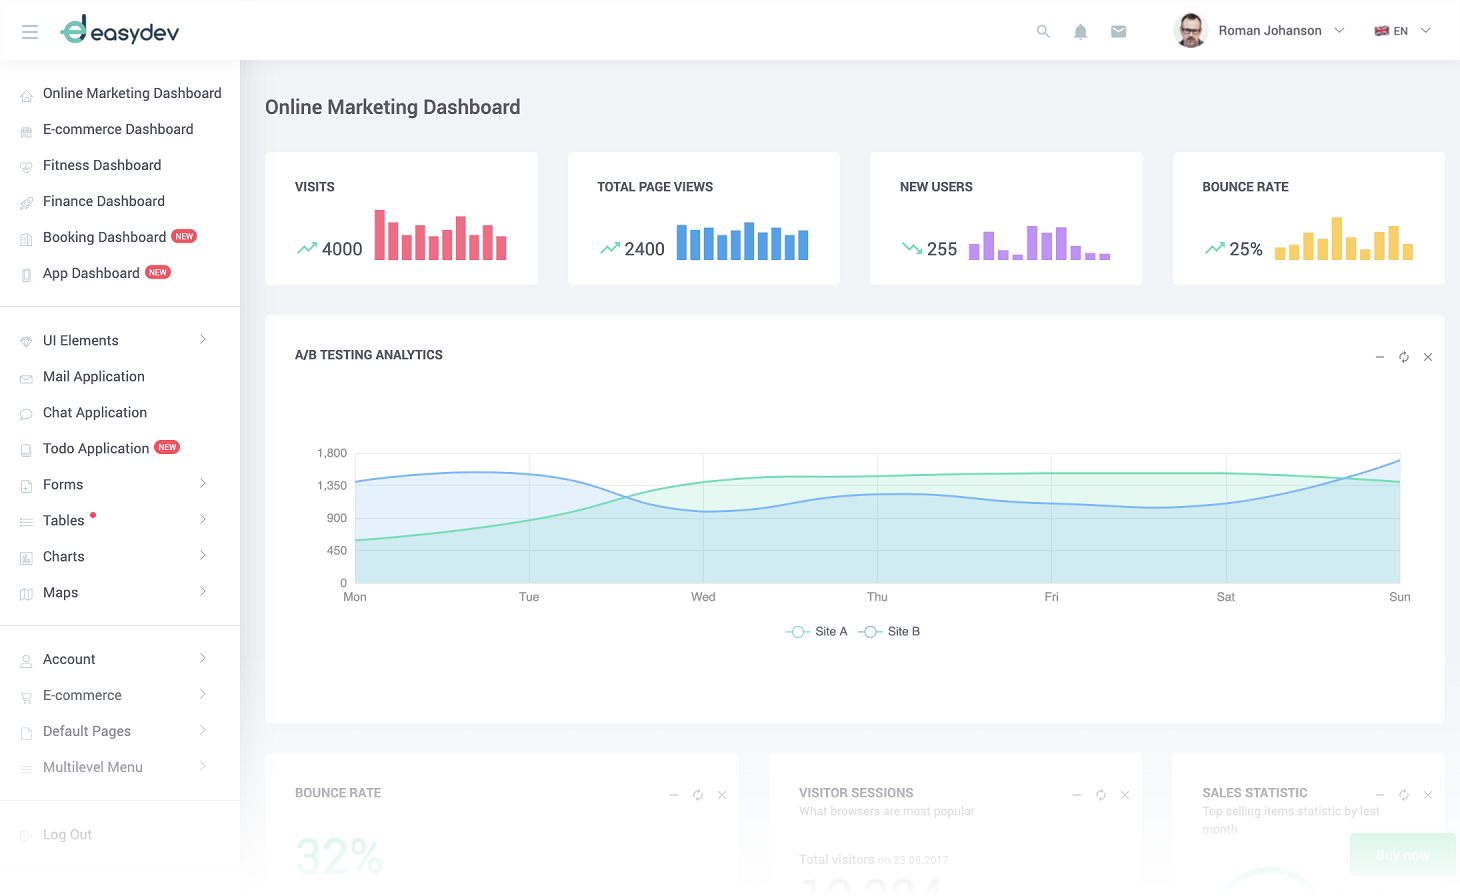 easydev
Roman Johanson
EN
Online Marketing Dashboard
E-commerce Dashboard
Fitness Dashboard
Finance Dashboard
Booking Dashboard NEW
App Dashboard NEW
UI Elements
Mail Application
Chat Application
Todo Application NEW
Forms
Tables
Charts
Maps
Account
E-commerce
Default Pages
Multilevel Menu
Log Out
Online Marketing Dashboard
VISITS
4000
TOTAL PAGE VIEWS
2400
NEW USERS
255
BOUNCE RATE
25%
A/B TESTING ANALYTICS
1,800
1,350
900
450
0
Mon Tue Wed Thu Fri Sat Sun
Site A Site B
BOUNCE RATE
32%
VISITOR SESSIONS
What browsers are most popular
Total visitors on 23.08.2017
SALES STATISTIC
Top selling items statistic by last
month
Buy now